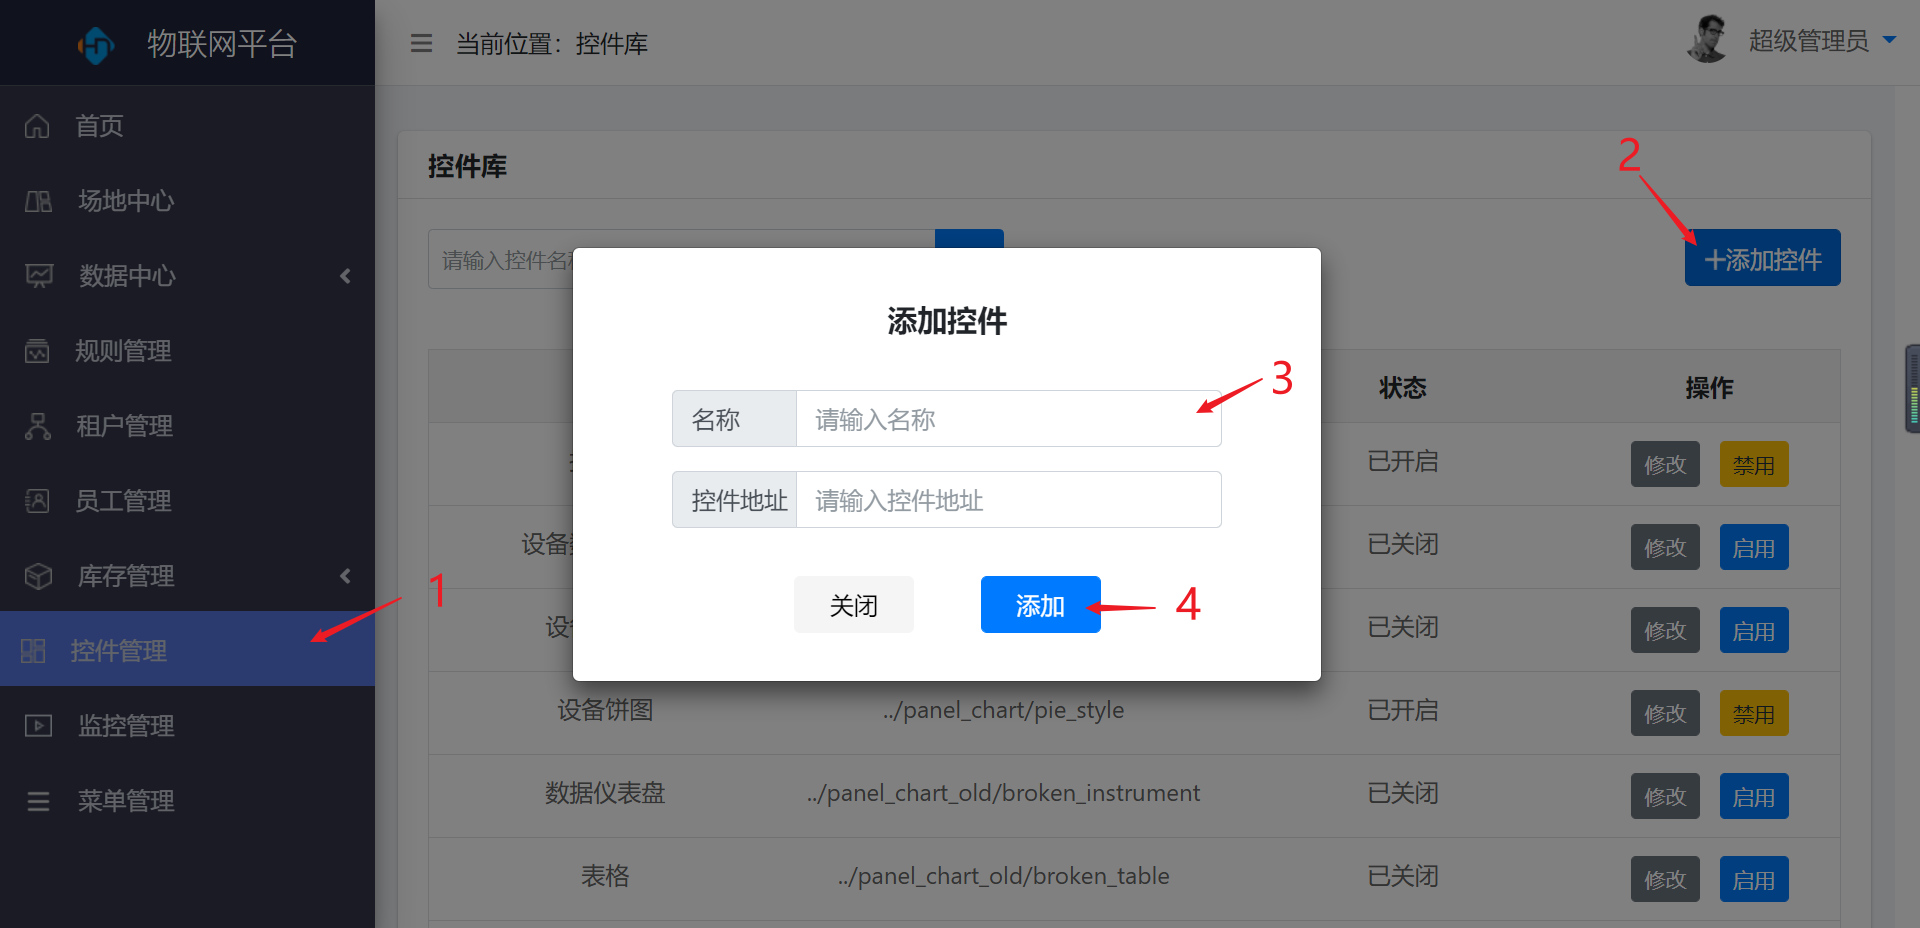 物联网平台
当前位置：控件库
超级管理员
首页
场地中心
数据中心
规则管理
租户管理
员工管理
库存管理
控件管理
监控管理
菜单管理
控件库
请输入控件名
+添加控件
1
2
3
4
添加控件
名称 请输入名称
控件地址 请输入控件地址
关闭 添加
状态 操作
已开启 修改 禁用
设备 已关闭 修改 启用
设 已关闭 修改 启用
设备饼图 ../panel_chart/pie_style 已开启 修改 禁用
数据仪表盘 ../panel_chart_old/broken_instrument 已关闭 修改 启用
表格 ../panel_chart_old/broken_table 已关闭 修改 启用